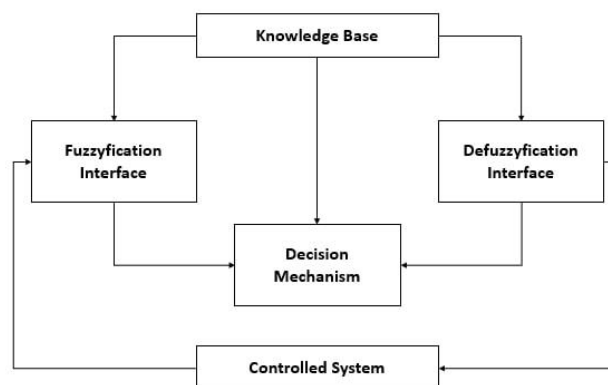 Knowledge Base
Fuzzyfication
Interface
Defuzzyfication
Interface
Decision
Mechanism
Controlled System